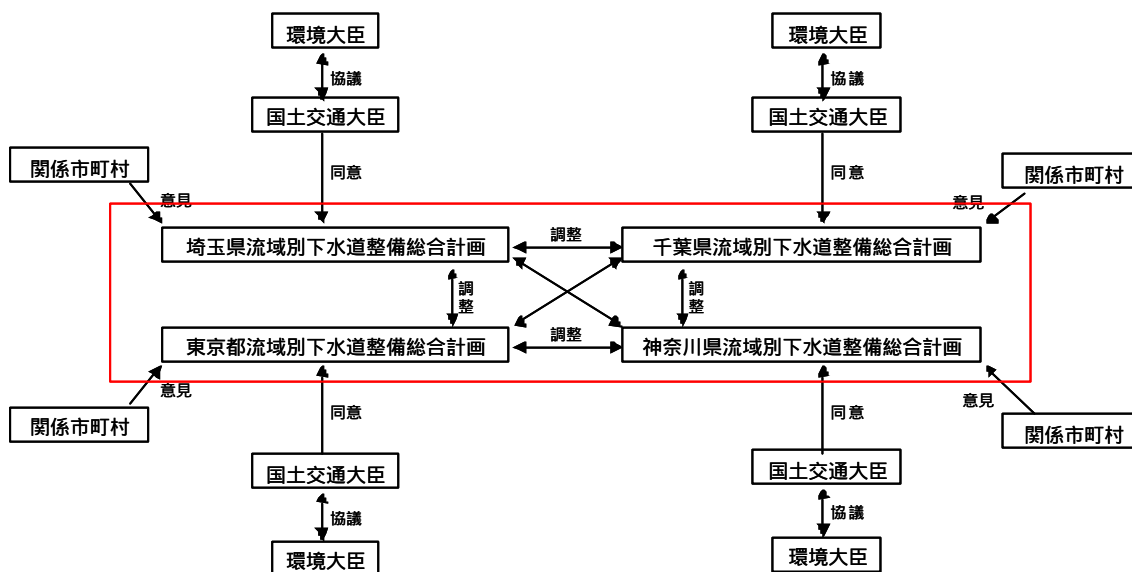 環境大臣
環境大臣
協議
協議
国土交通大臣
国土交通大臣
関係市町村
同意
同意
関係市町村
意見
意見
埼玉県流域別下水道整備総合計画
調整
千葉県流域別下水道整備総合計画
調
整
調
整
東京都流域別下水道整備総合計画
調整
神奈川県流域別下水道整備総合計画
意見
意見
関係市町村
同意
同意
関係市町村
国土交通大臣
国土交通大臣
協議
協議
環境大臣
環境大臣